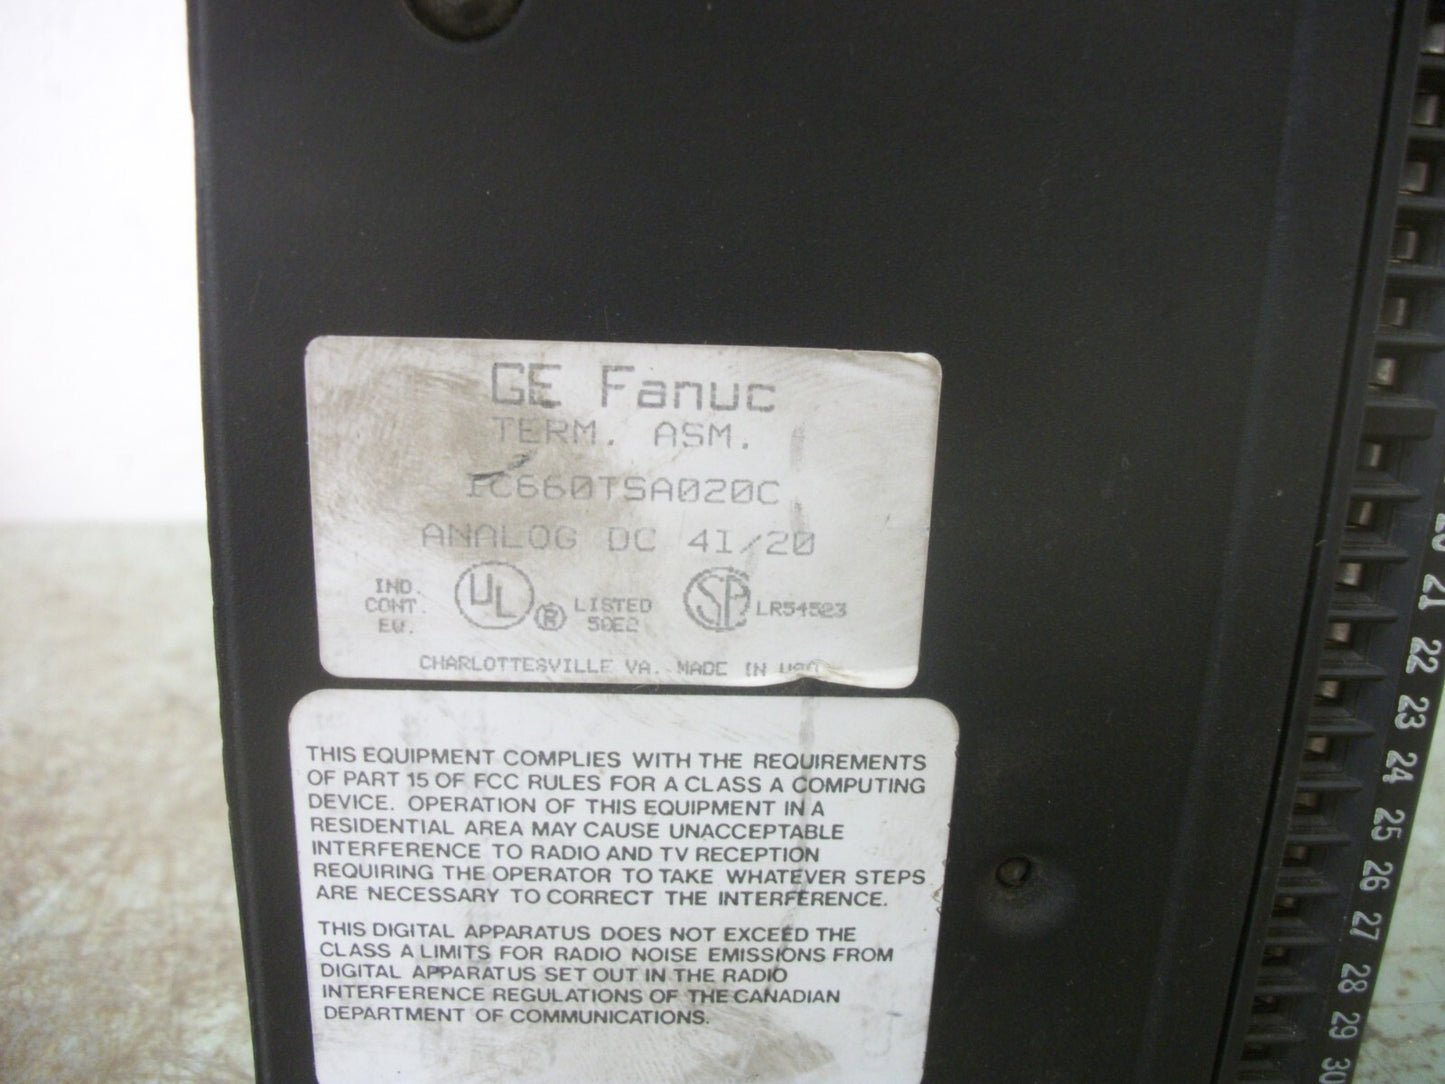 GE Fanuc
TERM. ASM.
IC660TSA020C
ANALOG DC 41/20
IND. CONT. EQ.
UL ® LISTED 50E2
SA LR54523
CHARLOTTESVILLE VA. MADE IN USA
THIS EQUIPMENT COMPLIES WITH THE REQUIREMENTS
OF PART 15 OF FCC RULES FOR A CLASS A COMPUTING
DEVICE. OPERATION OF THIS EQUIPMENT IN A
RESIDENTIAL AREA MAY CAUSE UNACCEPTABLE
INTERFERENCE TO RADIO AND TV RECEPTION
REQUIRING THE OPERATOR TO TAKE WHATEVER STEPS
ARE NECESSARY TO CORRECT THE INTERFERENCE.
THIS DIGITAL APPARATUS DOES NOT EXCEED THE
CLASS A LIMITS FOR RADIO NOISE EMISSIONS FROM
DIGITAL APPARATUS SET OUT IN THE RADIO
INTERFERENCE REGULATIONS OF THE CANADIAN
DEPARTMENT OF COMMUNICATIONS.
20
21
22
23
24
25
26
27
28
29
30